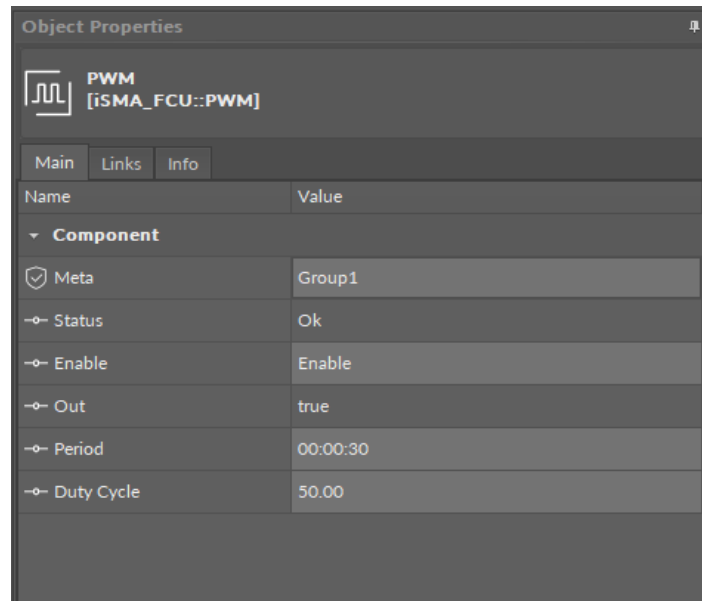 Object Properties
PWM
[iSMA_FCU::PWM]
Main Links Info
Name Value
Component
Meta Group1
Status Ok
Enable Enable
Out true
Period 00:00:30
Duty Cycle 50.00